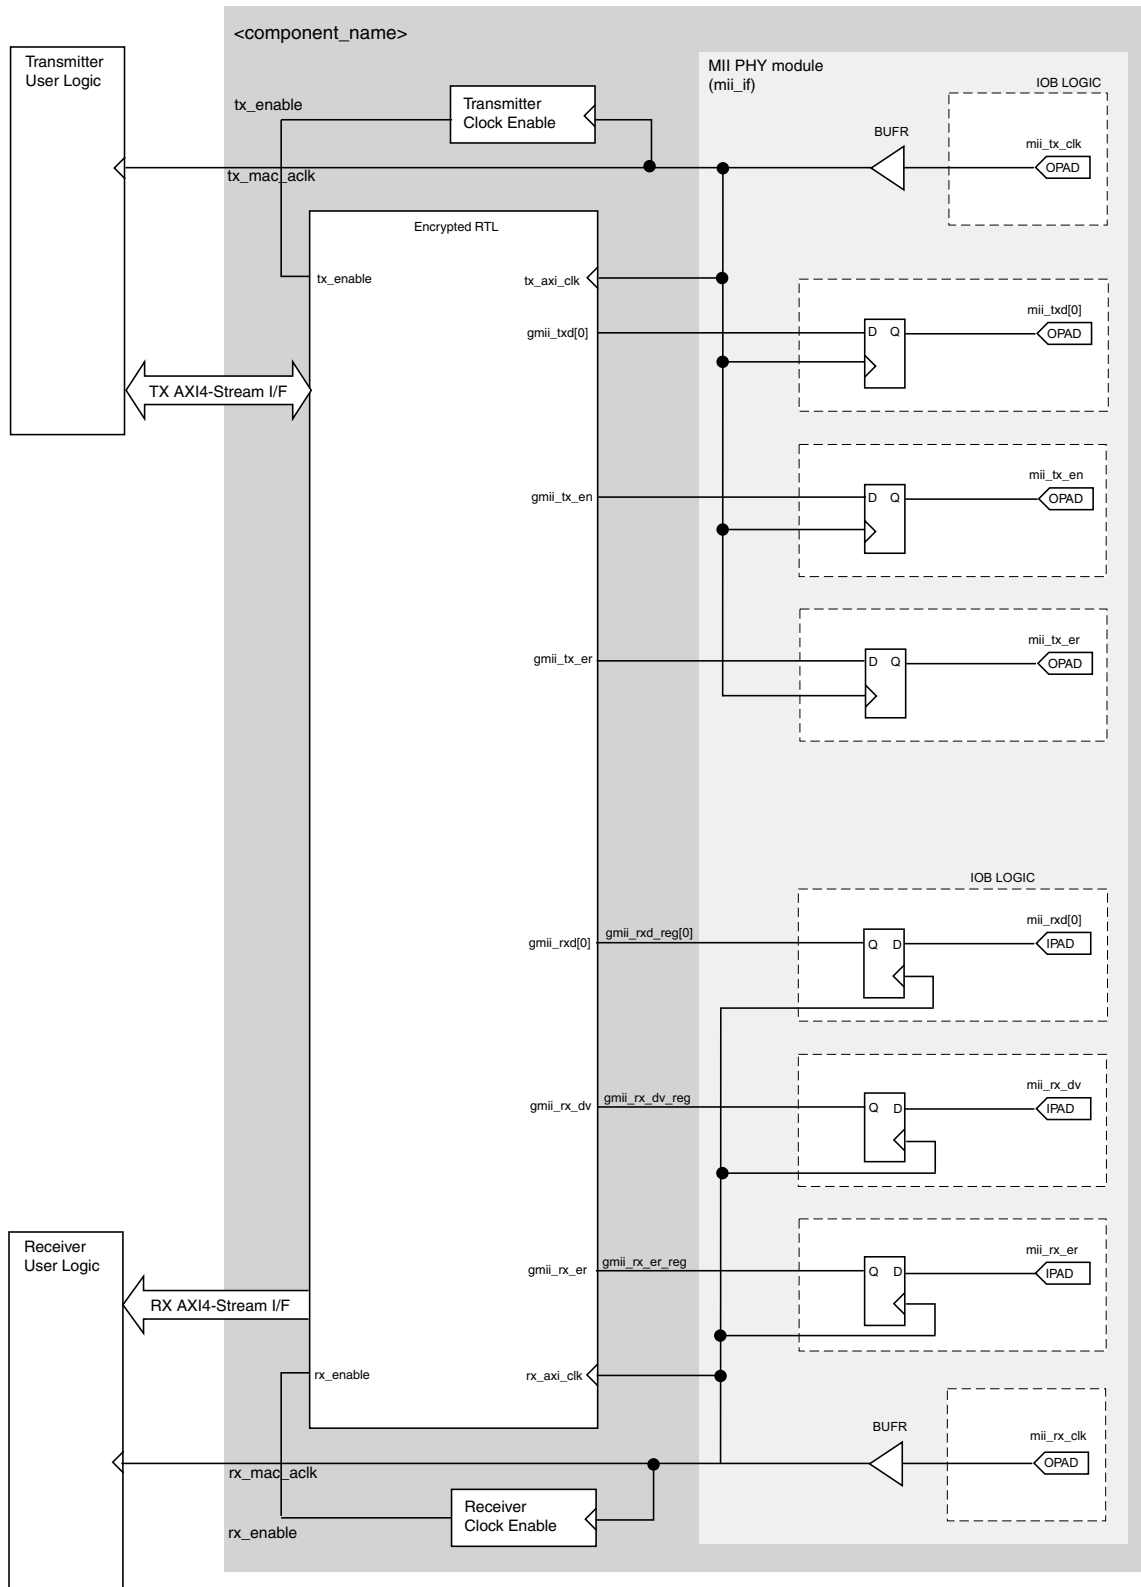 <component_name>
Transmitter
User Logic
MII PHY module
(mii_if)
IOB LOGIC
tx_enable
Transmitter
Clock Enable
BUFR
mii_tx_clk
OPAD
tx_mac_aclk
Encrypted RTL
tx_enable
tx_axi_clk
mii_txd[0]
gmii_txd[0]
D Q
OPAD
TX AXI4-Stream I/F
mii_tx_en
gmii_tx_en
D Q
OPAD
mii_tx_er
gmii_tx_er
D Q
OPAD
IOB LOGIC
mii_rxd[0]
gmii_rxd[0]
gmii_rxd_reg[0]
Q D
IPAD
mii_rx_dv
gmii_rx_dv
gmii_rx_dv_reg
Q D
IPAD
Receiver
User Logic
mii_rx_er
gmii_rx_er
gmii_rx_er_reg
Q D
IPAD
RX AXI4-Stream I/F
rx_enable
rx_axi_clk
BUFR
mii_rx_clk
OPAD
rx_mac_aclk
Receiver
Clock Enable
rx_enable